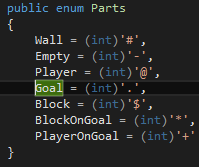 public enum Parts
{
    Wall = (int)'#',
    Empty = (int)'-',
    Player = (int)'@',
    Goal = (int)'.',
    Block = (int)'$',
    BlockOnGoal = (int)'*',
    PlayerOnGoal = (int)'+'
}